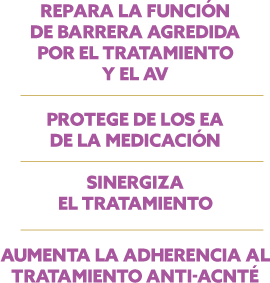 REPARA LA FUNCIÓN
DE BARRERA AGREDIDA
POR EL TRATAMIENTO
Y EL AV
PROTEGE DE LOS EA
DE LA MEDICACIÓN
SINERGIZA
EL TRATAMIENTO
AUMENTA LA ADHERENCIA AL
TRATAMIENTO ANTI-ACNTÉ